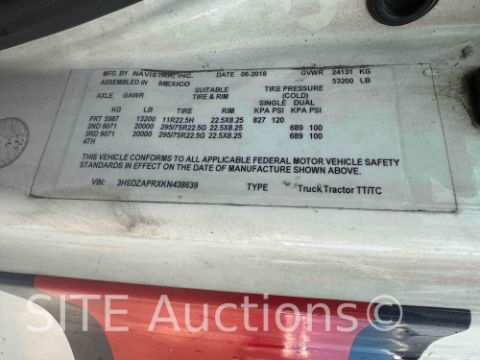 MFG. BY NAVISTAR, INC. DATE 06-2018 GVWR 24131 KG
ASSEMBLED IN MEXICO 53200 LB
SUITABLE TIRE PRESSURE
AXLE GAWR TIRE & RIM (COLD)
SINGLE DUAL
KG LB TIRE RIM KPA PSI KPA PSI
FRT 5987 13200 11R22.5H 22.5X8.25 827 120
2ND 9071 20000 295/75R22.5G 22.5X8.25 689 100
3RD 9071 20000 295/75R22.5G 22.5X8.25 689 100
4TH
THIS VEHICLE CONFORMS TO ALL APPLICABLE FEDERAL MOTOR VEHICLE SAFETY
STANDARDS IN EFFECT ON THE DATE OF MANUFACTURE SHOWN ABOVE.
VIN: 3HSDZAPRXKN438639 TYPE Truck Tractor TT/TC
SITE Auctions.com®